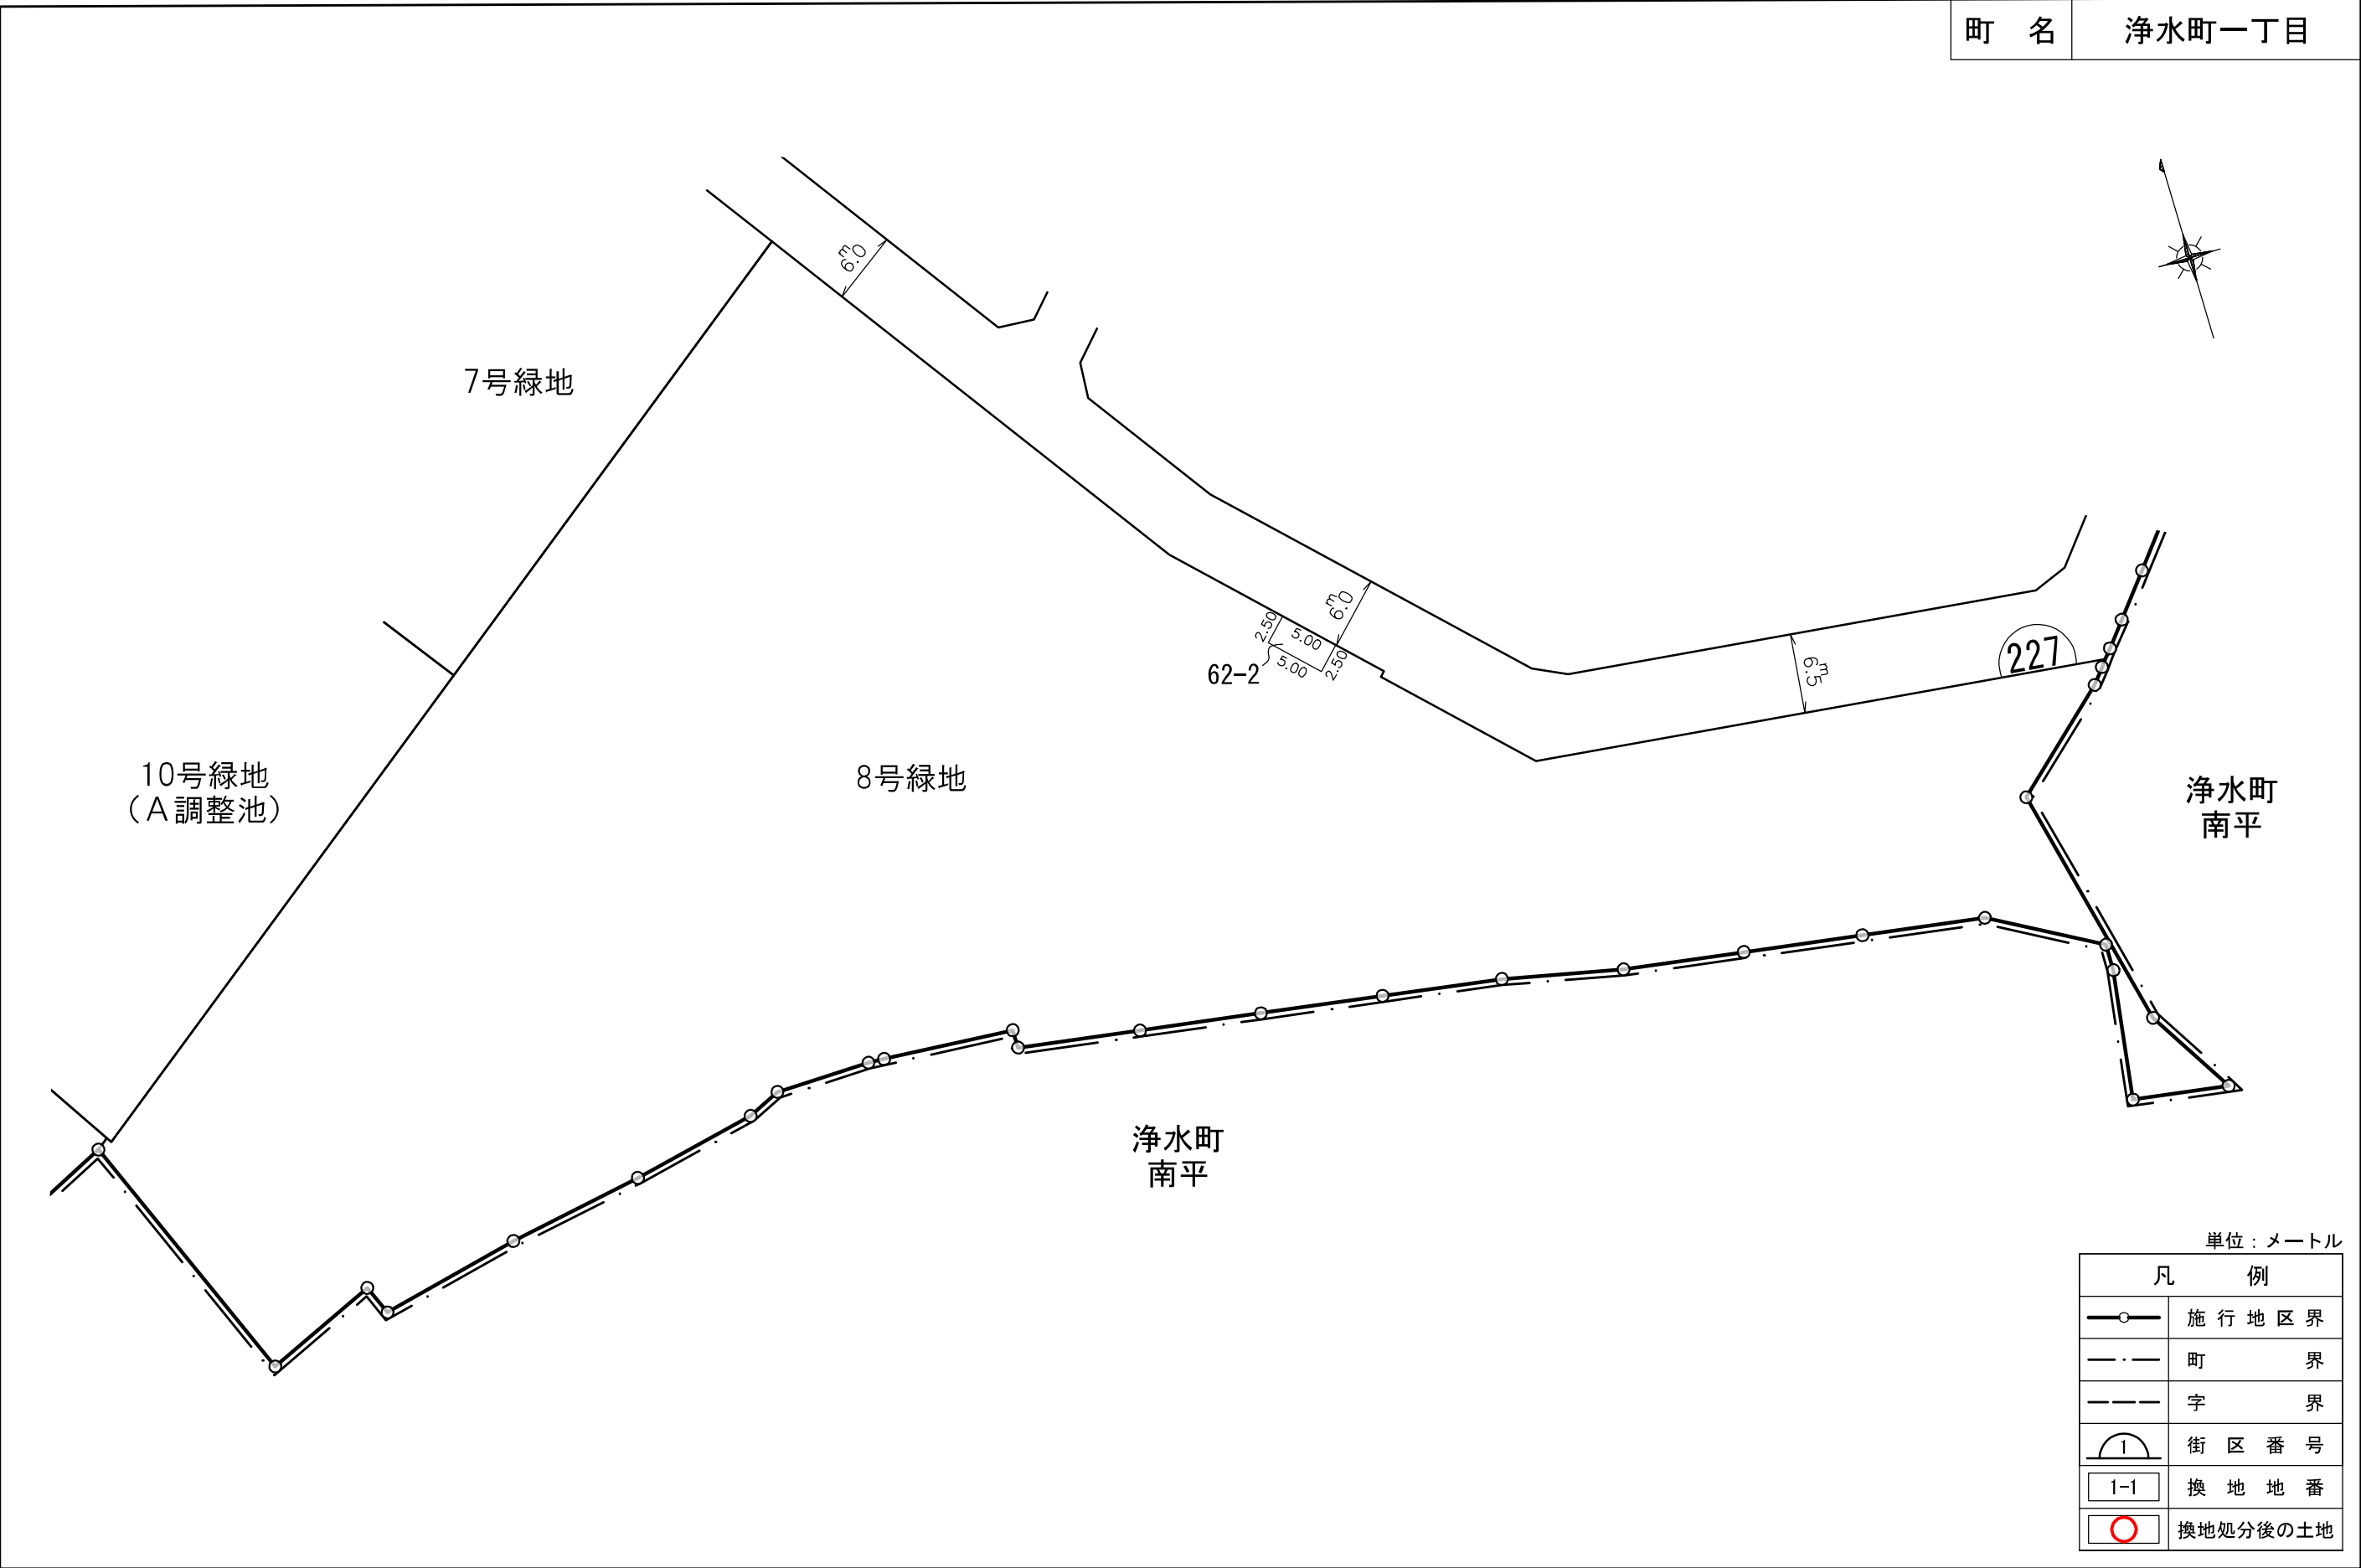 町 名 浄水町一丁目
6.0m
7号緑地
6.0m
2.50
5.00
5.00
2.50
62-2
6.5m
227
10号緑地
(A調整池)
8号緑地
浄水町
南平
浄水町
南平
単位:メートル
凡 例
施行地区界
町 界
字 界
1 街区番号
1-1 換地地番
換地処分後の土地